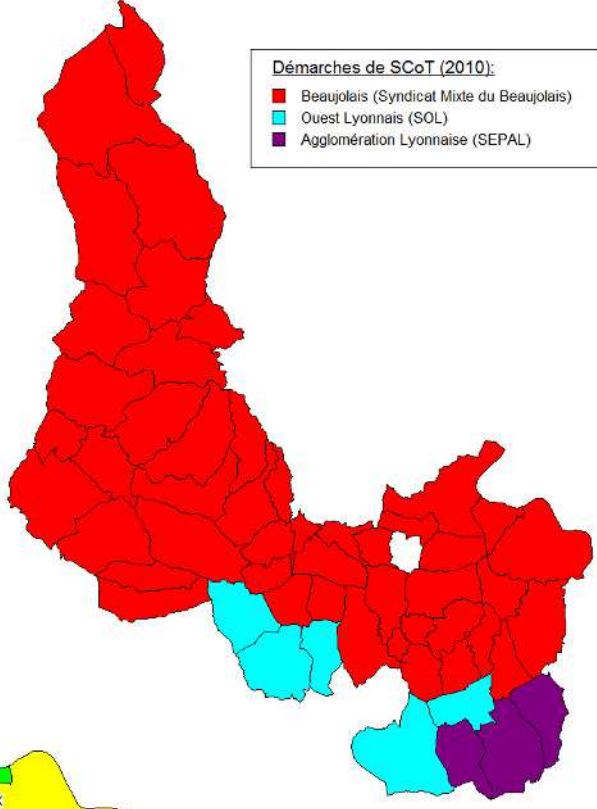 Démarches de SCoT (2010):
Beaujolais (Syndicat Mixte du Beaujolais)
Ouest Lyonnais (SOL)
Agglomération Lyonnaise (SEPAL)